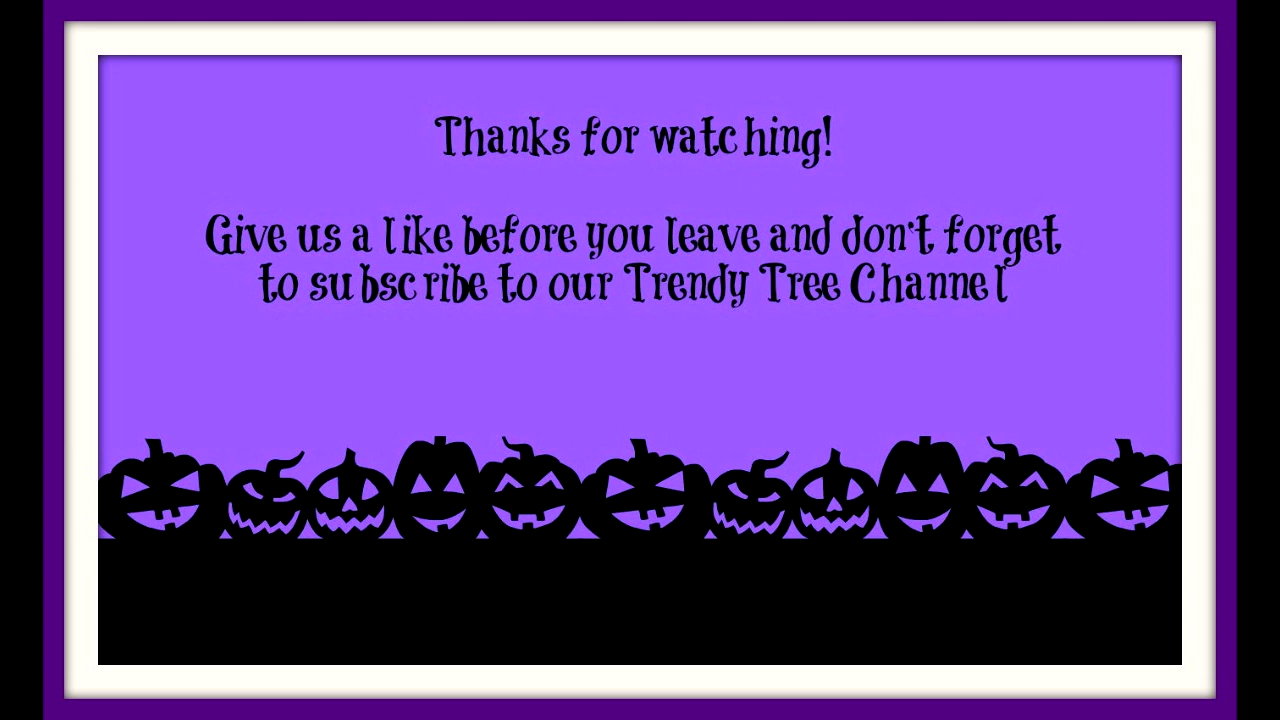 Thanks for watching!
Give us a like before you leave and don't forget
to subscribe to our Trendy Tree Channel